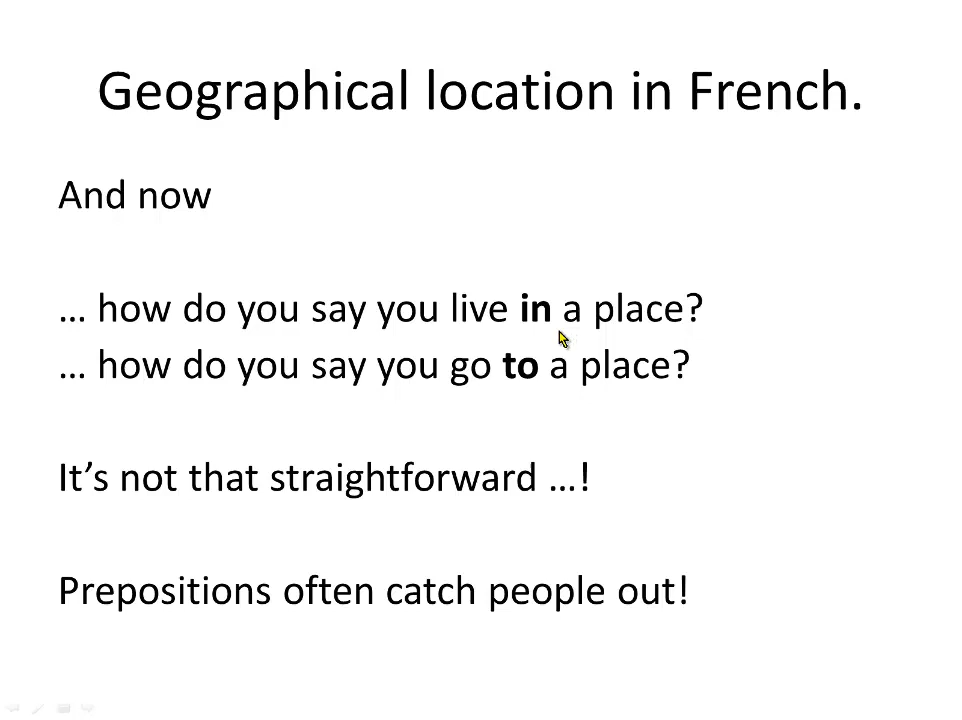 Geographical location in French.
And now
… how do you say you live in a place?
… how do you say you go to a place?
It’s not that straightforward …!
Prepositions often catch people out!